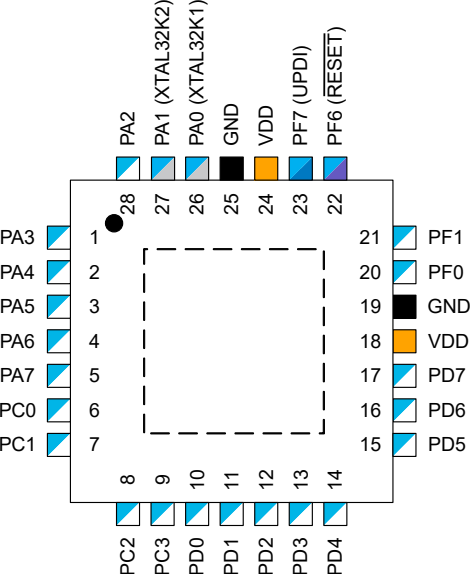 PA2
PA1 (XTAL32K2)
PA0 (XTAL32K1)
GND
VDD
PF7 (UPDI)
PF6 (RESET)
28
27
26
25
24
23
22
PA3 1
PA4 2
PA5 3
PA6 4
PA7 5
PC0 6
PC1 7
21 PF1
20 PF0
19 GND
18 VDD
17 PD7
16 PD6
15 PD5
8
9
10
11
12
13
14
PC2
PC3
PD0
PD1
PD2
PD3
PD4